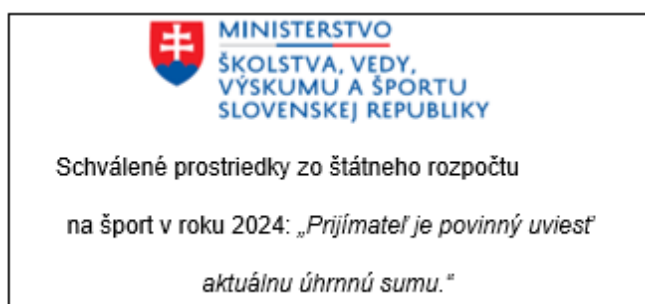 MINISTERSTVO
ŠKOLSTVA, VEDY,
VÝSKUMU A ŠPORTU
SLOVENSKEJ REPUBLIKY
Schválené prostriedky zo štátneho rozpočtu
na šport v roku 2024: „Prijímateľ je povinný uviesť
aktuálnu úhrnnú sumu.“